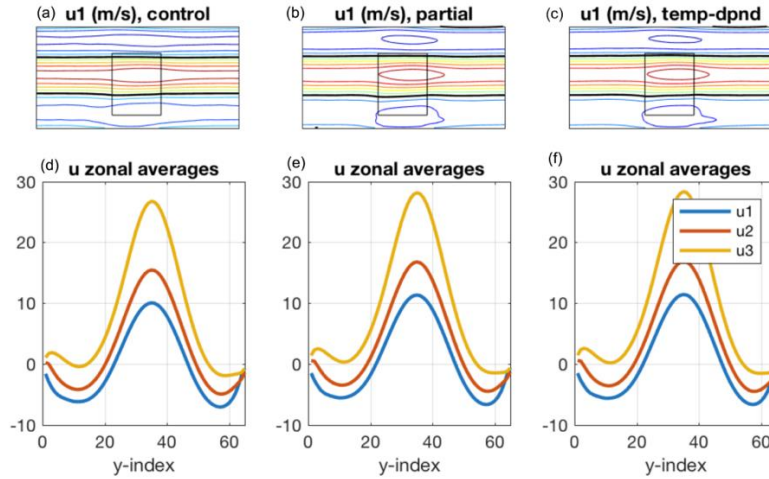 (a) u1 (m/s), control
(b) u1 (m/s), partial
(c) u1 (m/s), temp-dpnd
(d) u zonal averages
(e) u zonal averages
(f) u zonal averages
30
20
10
0
-10
0 20 40 60
y-index
30
20
10
0
-10
0 20 40 60
y-index
30
20
10
0
-10
0 20 40 60
y-index
u1
u2
u3